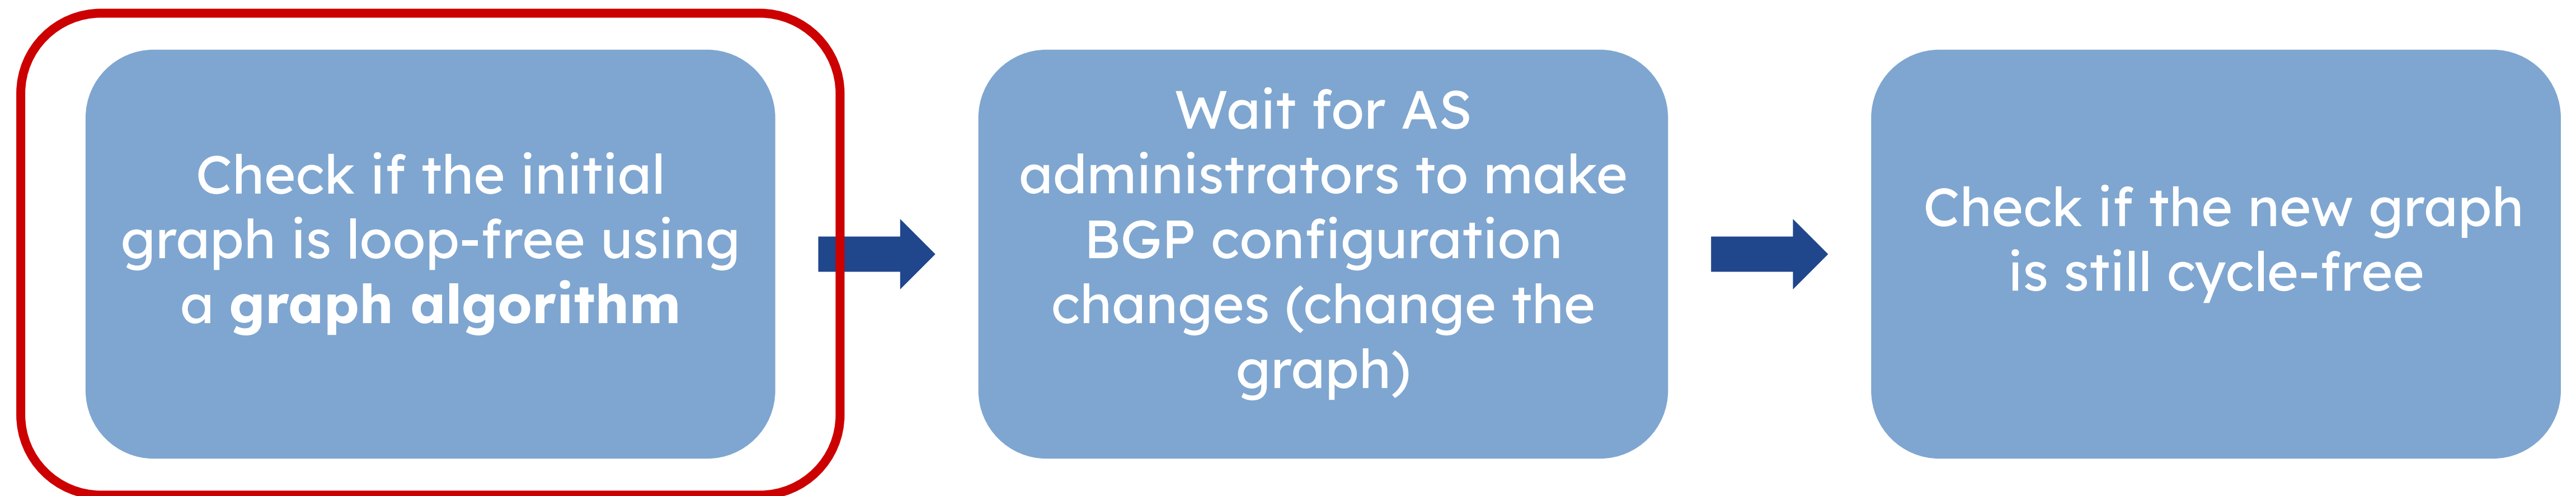 Check if the initial
graph is loop-free using
a graph algorithm
Wait for AS
administrators to make
BGP configuration
changes (change the
graph)
Check if the new graph
is still cycle-free